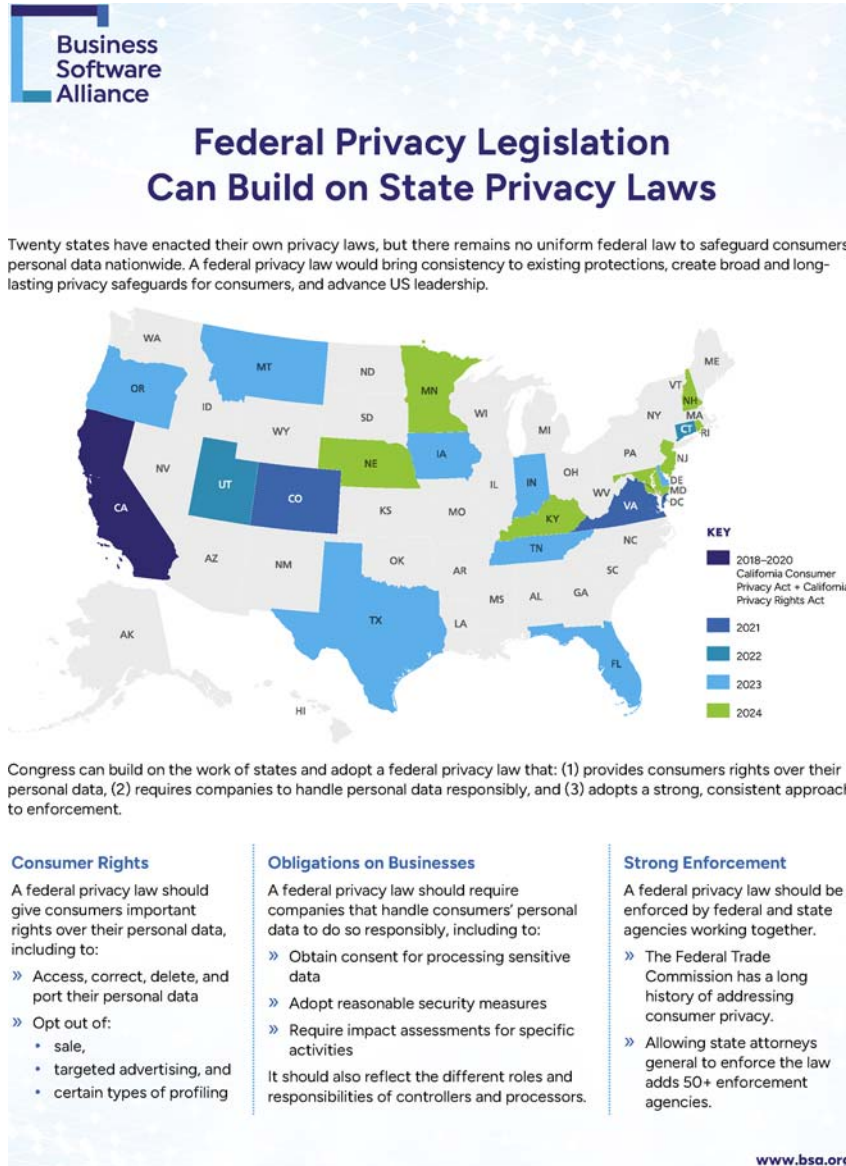 Business
Software
Alliance
Federal Privacy Legislation
Can Build on State Privacy Laws
Twenty states have enacted their own privacy laws, but there remains no uniform federal law to safeguard consumers
personal data nationwide. A federal privacy law would bring consistency to existing protections, create broad and long-
lasting privacy safeguards for consumers, and advance US leadership.
WA
OR
MT
ID
ND
MN
SD
WY
WI
MI
ME
VT
NH
NY
MA
CT
RI
NV
UT
CO
NE
IA
IL
IN
OH
PA
NJ
DE
MD
DC
WV
VA
CA
KS
MO
KY
TN
NC
SC
AZ
NM
OK
AR
MS
AL
GA
TX
LA
FL
AK
HI
KEY
2018–2020
California Consumer
Privacy Act + California
Privacy Rights Act
2021
2022
2023
2024
Congress can build on the work of states and adopt a federal privacy law that: (1) provides consumers rights over their
personal data, (2) requires companies to handle personal data responsibly, and (3) adopts a strong, consistent approach
to enforcement.
Consumer Rights
A federal privacy law should
give consumers important
rights over their personal data,
including to:
» Access, correct, delete, and
port their personal data
» Opt out of:
• sale,
• targeted advertising, and
• certain types of profiling
Obligations on Businesses
A federal privacy law should require
companies that handle consumers' personal
data to do so responsibly, including to:
» Obtain consent for processing sensitive
data
» Adopt reasonable security measures
» Require impact assessments for specific
activities
It should also reflect the different roles and
responsibilities of controllers and processors.
Strong Enforcement
A federal privacy law should be
enforced by federal and state
agencies working together.
» The Federal Trade
Commission has a long
history of addressing
consumer privacy.
» Allowing state attorneys
general to enforce the law
adds 50+ enforcement
agencies.
www.bsa.org